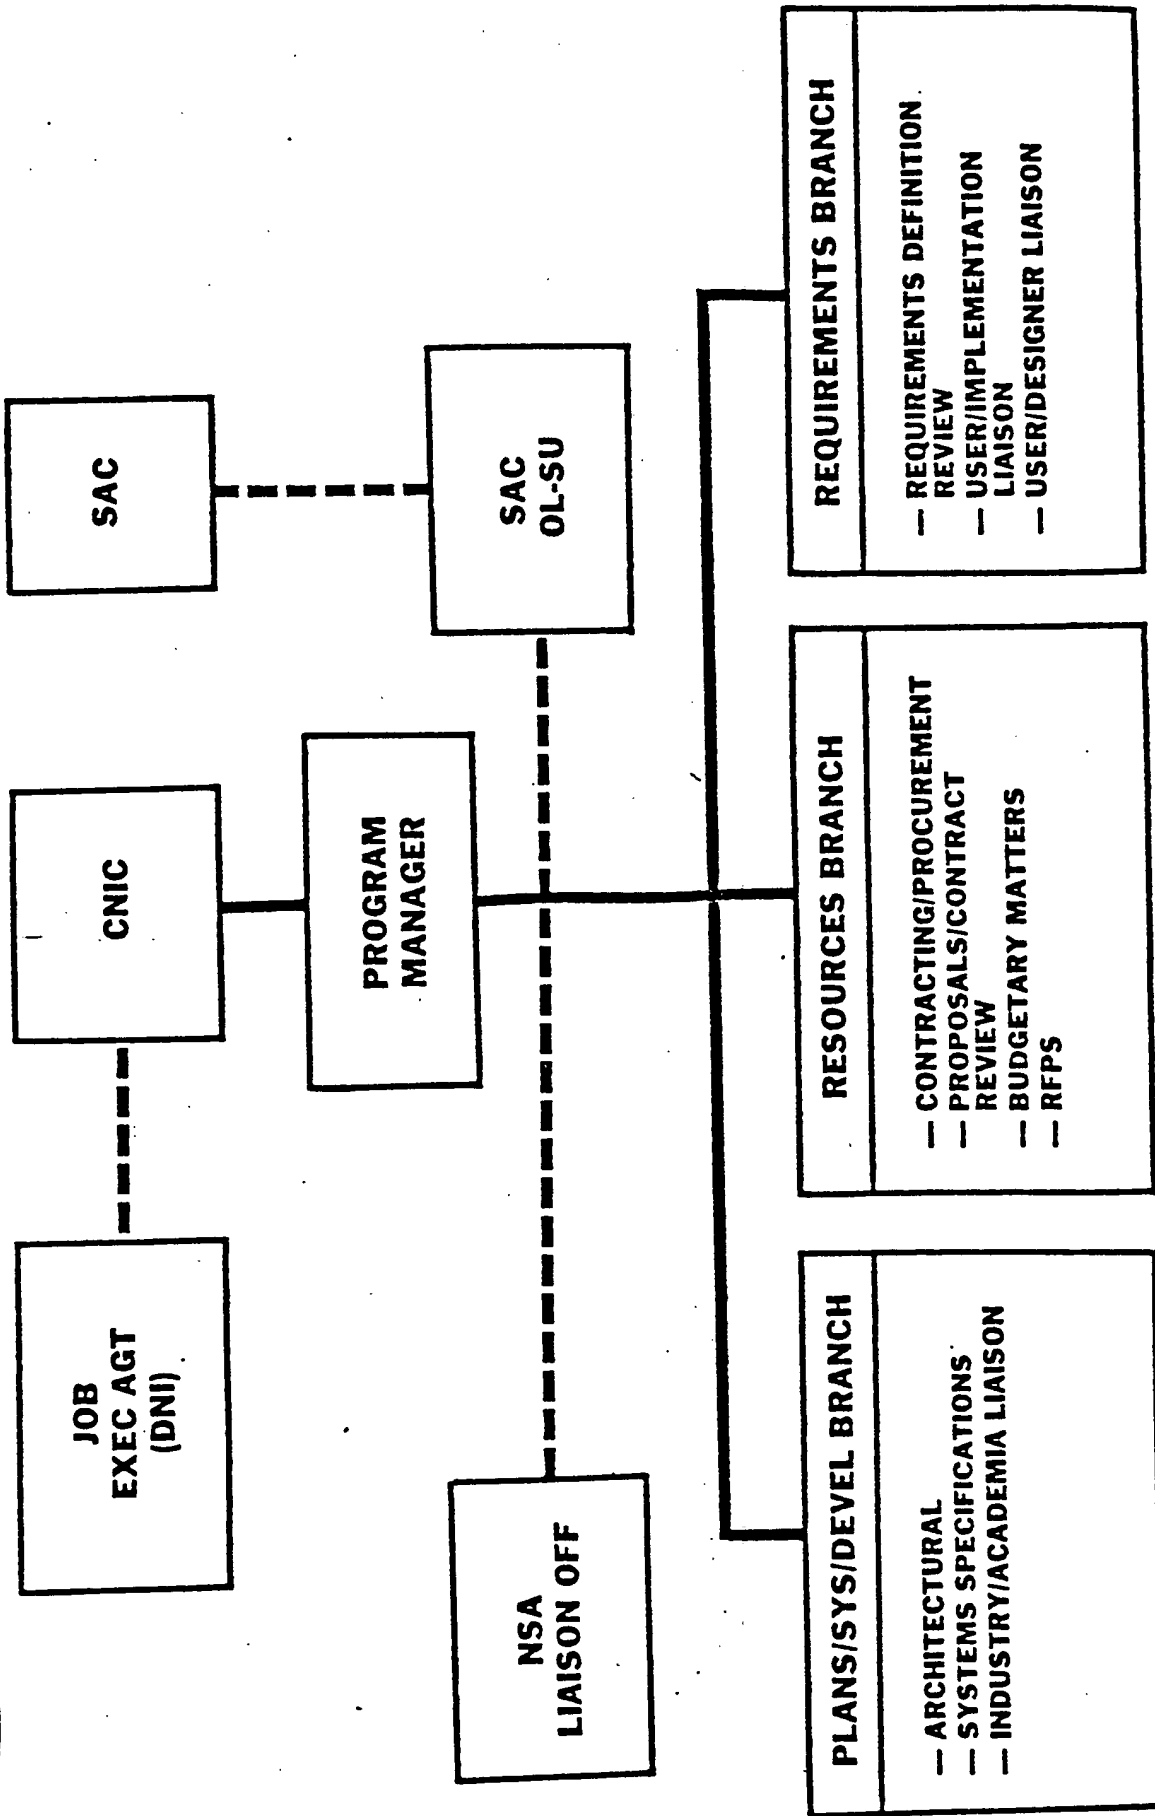 JOB
EXEC AGT
(DNI)
CNIC
SAC
PROGRAM
MANAGER
NSA
LIAISON OFF
SAC
OL-SU
PLANS/SYS/DEVEL BRANCH
— ARCHITECTURAL
— SYSTEMS SPECIFICATIONS
— INDUSTRY/ACADEMIA LIAISON
RESOURCES BRANCH
— CONTRACTING/PROCUREMENT
— PROPOSALS/CONTRACT
REVIEW
— BUDGETARY MATTERS
— RFPS
REQUIREMENTS BRANCH
— REQUIREMENTS DEFINITION
REVIEW
— USER/IMPLEMENTATION
LIAISON
— USER/DESIGNER LIAISON